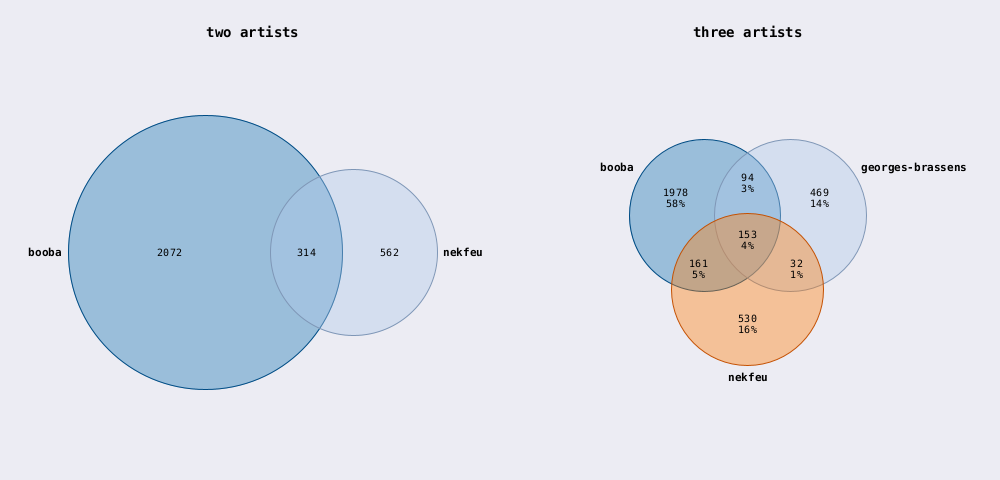 two artists
booba
2072
314
562
nekfeu
three artists
booba
georges-brassens
1978
58%
94
3%
469
14%
153
4%
161
5%
32
1%
530
16%
nekfeu